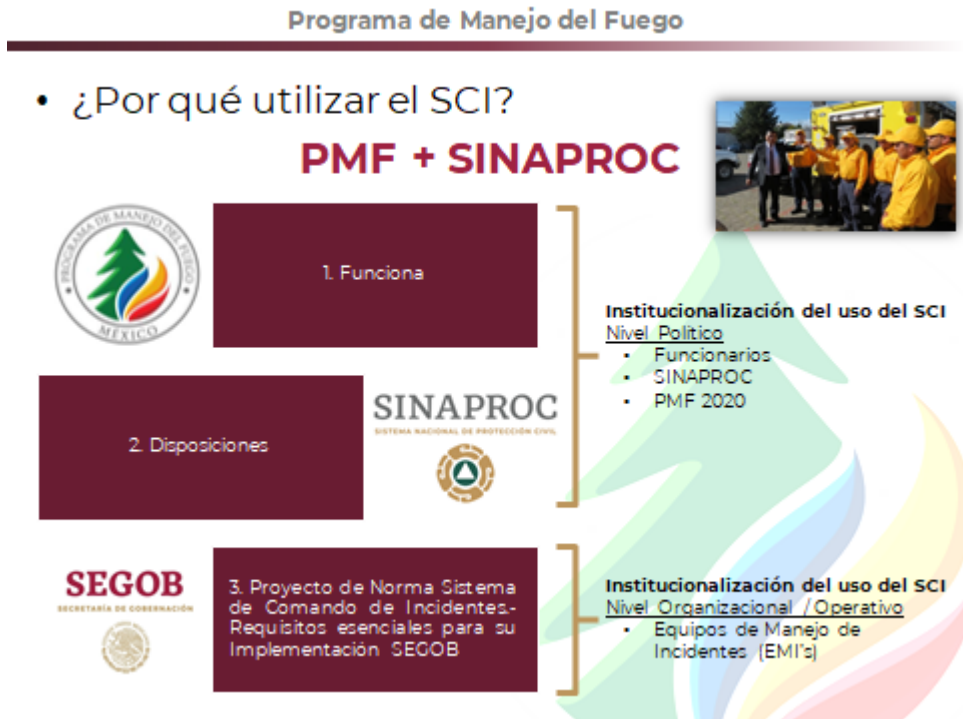 Programa de Manejo del Fuego
• ¿Por qué utilizar el SCI?
PMF + SINAPROC
PROGRAMA DE MANEJO DEL FUEGO
MÉXICO
1. Funciona
Institucionalización del uso del SCI
Nivel Político
• Funcionarios
• SINAPROC
• PMF 2020
2. Disposiciones
SINAPROC
SISTEMA NACIONAL DE PROTECCIÓN CIVIL
SEGOB
SECRETARÍA DE GOBERNACIÓN
3. Proyecto de Norma Sistema
de Comando de Incidentes.-
Requisitos esenciales para su
Implementación SEGOB
Institucionalización del uso del SCI
Nivel Organizacional / Operativo
• Equipos de Manejo de
Incidentes (EMI's)